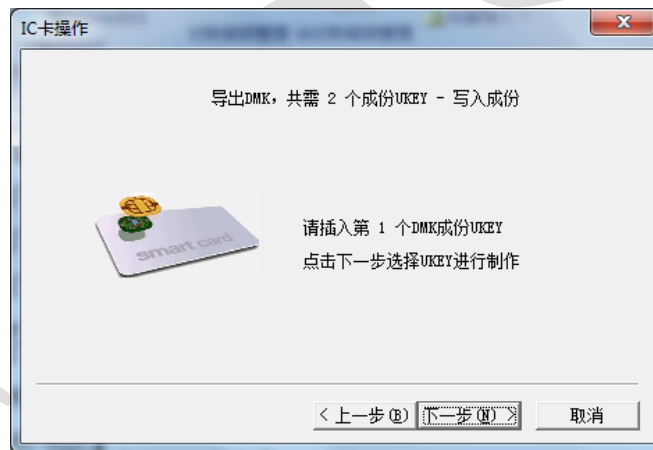 IC卡操作
导出DMK，共需 2 个成份UKEY - 写入成份
smart card
请插入第 1 个DMK成份UKEY
点击下一步选择UKEY进行制作
< 上一步(B) 下一步(N) > 取消